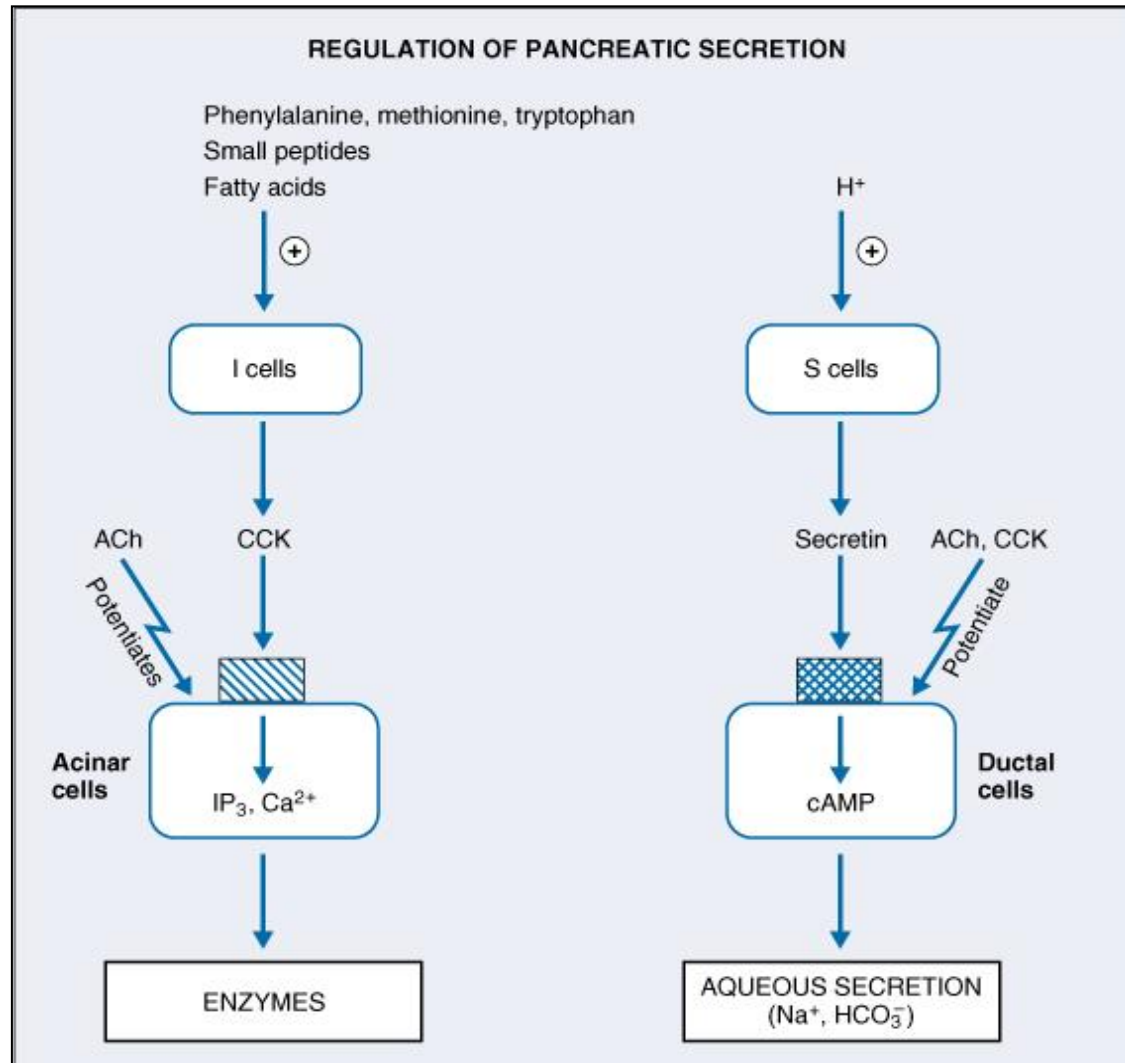 REGULATION OF PANCREATIC SECRETION
Phenylalanine, methionine, tryptophan
Small peptides
Fatty acids
H⁺
+
+
I cells
S cells
ACh
CCK
Secretin
ACh, CCK
Potentiates
Potentiate
Acinar
cells
IP₃, Ca²⁺
cAMP
Ductal
cells
ENZYMES
AQUEOUS SECRETION
(Na⁺, HCO₃⁻)